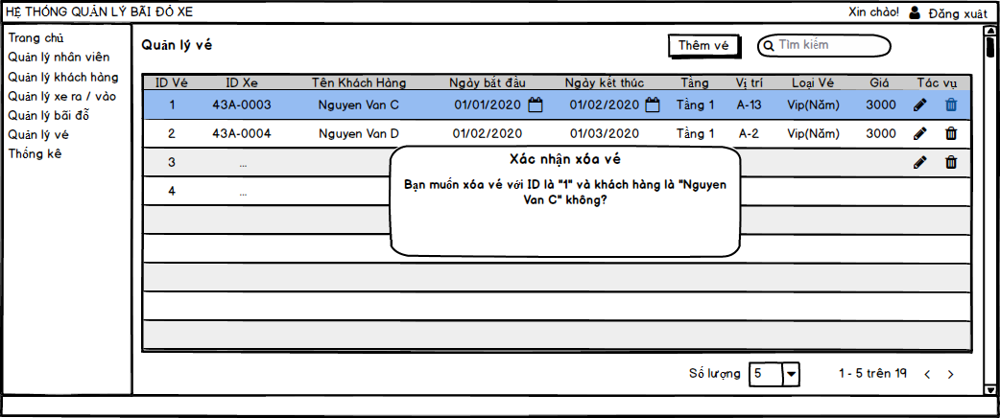 HỆ THỐNG QUẢN LÝ BÃI ĐỖ XE
Xin chào! Đăng xuât
Trang chủ
Quản lý nhân viên
Quản lý khách hàng
Quản lý xe ra / vào
Quản lý bãi đỗ
Quản lý vé
Thống kê
Quản lý vé
Thêm vé
Tìm kiếm
ID Vé ID Xe Tên Khách Hàng Ngày bắt đầu Ngày kết thúc Tầng Vị trí Loại Vé Giá Tác vụ
1 43A-0003 Nguyen Van C 01/01/2020 01/02/2020 Tầng 1 A-13 Vip(Năm) 3000
2 43A-0004 Nguyen Van D 01/02/2020 01/03/2020 Tầng 1 A-2 Vip(Năm) 3000
3 ...
4 ...
Xác nhận xóa vé
Bạn muốn xóa vé với ID là "1" và khách hàng là "Nguyen
Van C" không?
Số lượng 5 1 - 5 trên 19 < >